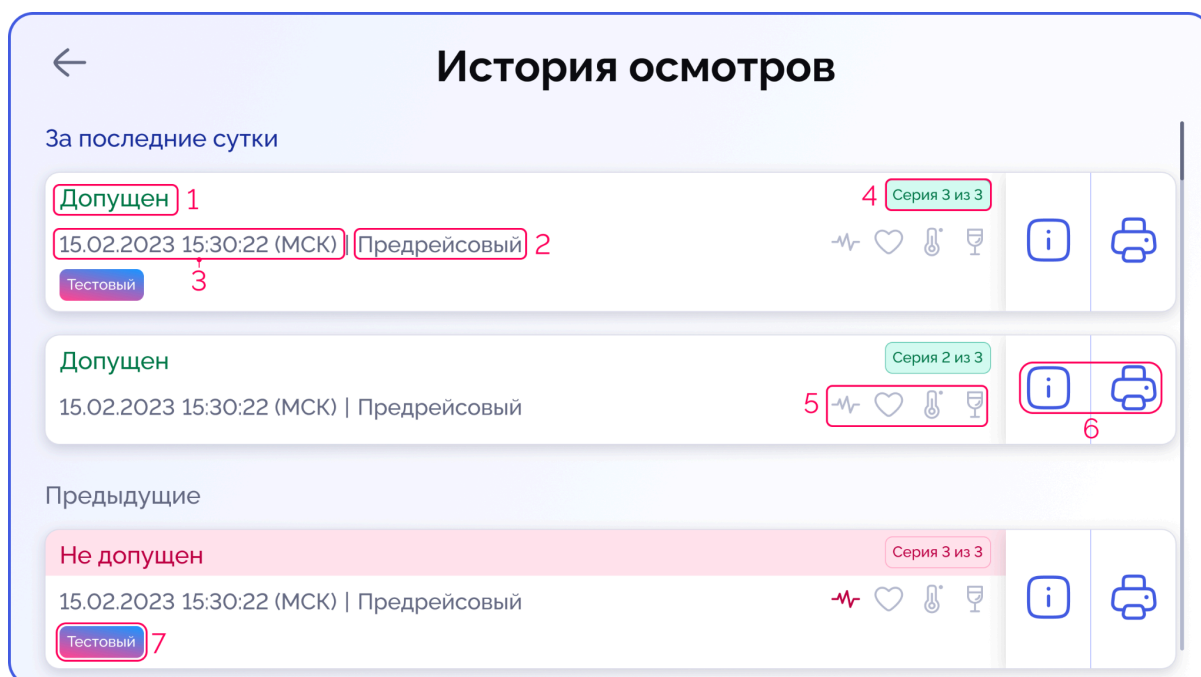 История осмотров
За последние сутки
Допущен 1
4 Серия 3 из 3
15.02.2023 15:30:22 (МСК) | Предрейсовый 2
Тестовый 3
Допущен
Серия 2 из 3
15.02.2023 15:30:22 (МСК) | Предрейсовый
5
6
Предыдущие
Не допущен
Серия 3 из 3
15.02.2023 15:30:22 (МСК) | Предрейсовый
Тестовый 7